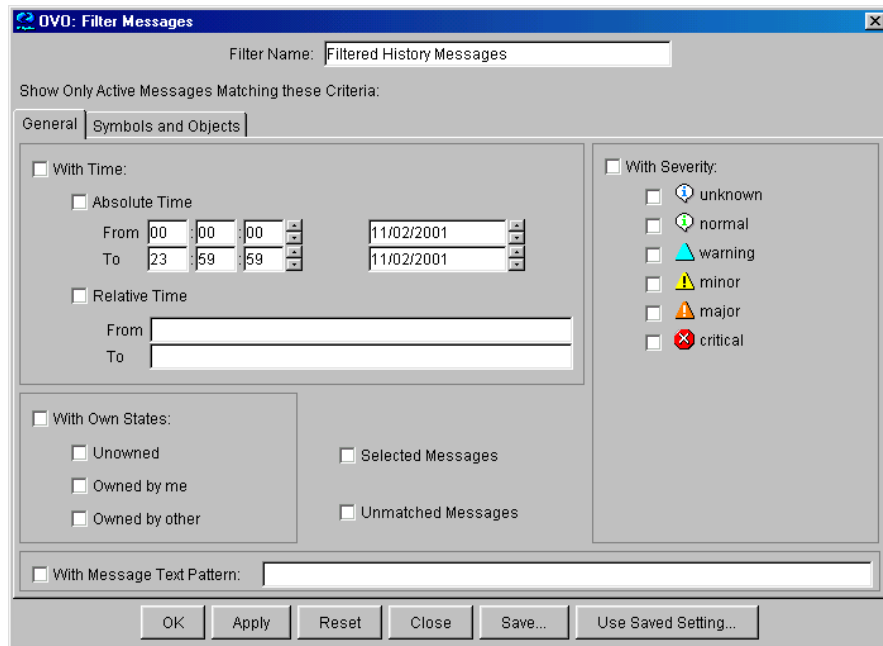 OVO: Filter Messages
Filter Name: Filtered History Messages
Show Only Active Messages Matching these Criteria:
General Symbols and Objects
With Time:
Absolute Time
From 00 :00 :00 11/02/2001
To 23 :59 :59 11/02/2001
Relative Time
From
To
With Severity:
unknown
normal
warning
minor
major
critical
With Own States:
Unowned
Owned by me
Owned by other
Selected Messages
Unmatched Messages
With Message Text Pattern:
OK Apply Reset Close Save... Use Saved Setting...